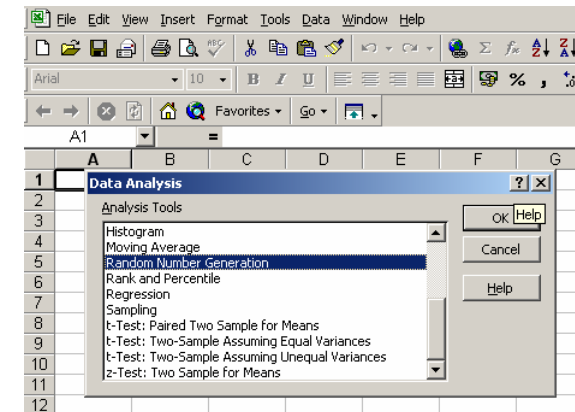 File Edit View Insert Format Tools Data Window Help
ABC Σ fx A Z Z A
Arial 10 B I U % ,
Favorites Go
A1 =
A B C D E F G
1
Data Analysis ? X
2
Analysis Tools
3
OK Help
Histogram
4
Moving Average
Cancel
5
Random Number Generation
6
Rank and Percentile
Help
Regression
7
Sampling
8
t-Test: Paired Two Sample for Means
9
t-Test: Two-Sample Assuming Equal Variances
10
t-Test: Two-Sample Assuming Unequal Variances
z-Test: Two Sample for Means
11
12